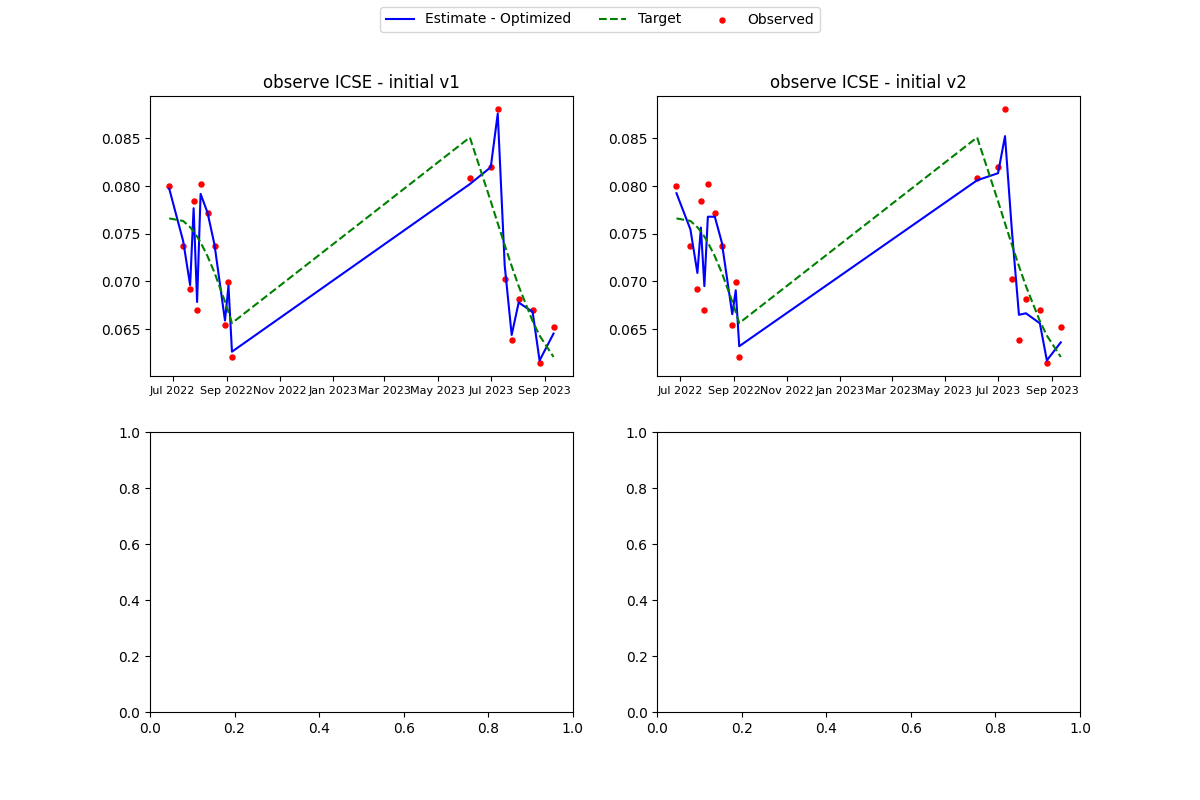 Estimate - Optimized Target Observed
observe ICSE - initial v1 observe ICSE - initial v2
0.085 0.085
0.080 0.080
0.075 0.075
0.070 0.070
0.065 0.065
Jul 2022 Sep 2022 Nov 2022 Jan 2023 Mar 2023 May 2023 Jul 2023 Sep 2023 Jul 2022 Sep 2022 Nov 2022 Jan 2023 Mar 2023 May 2023 Jul 2023 Sep 2023
1.0 1.0
0.8 0.8
0.6 0.6
0.4 0.4
0.2 0.2
0.0 0.0
0.0 0.2 0.4 0.6 0.8 1.0 0.0 0.2 0.4 0.6 0.8 1.0